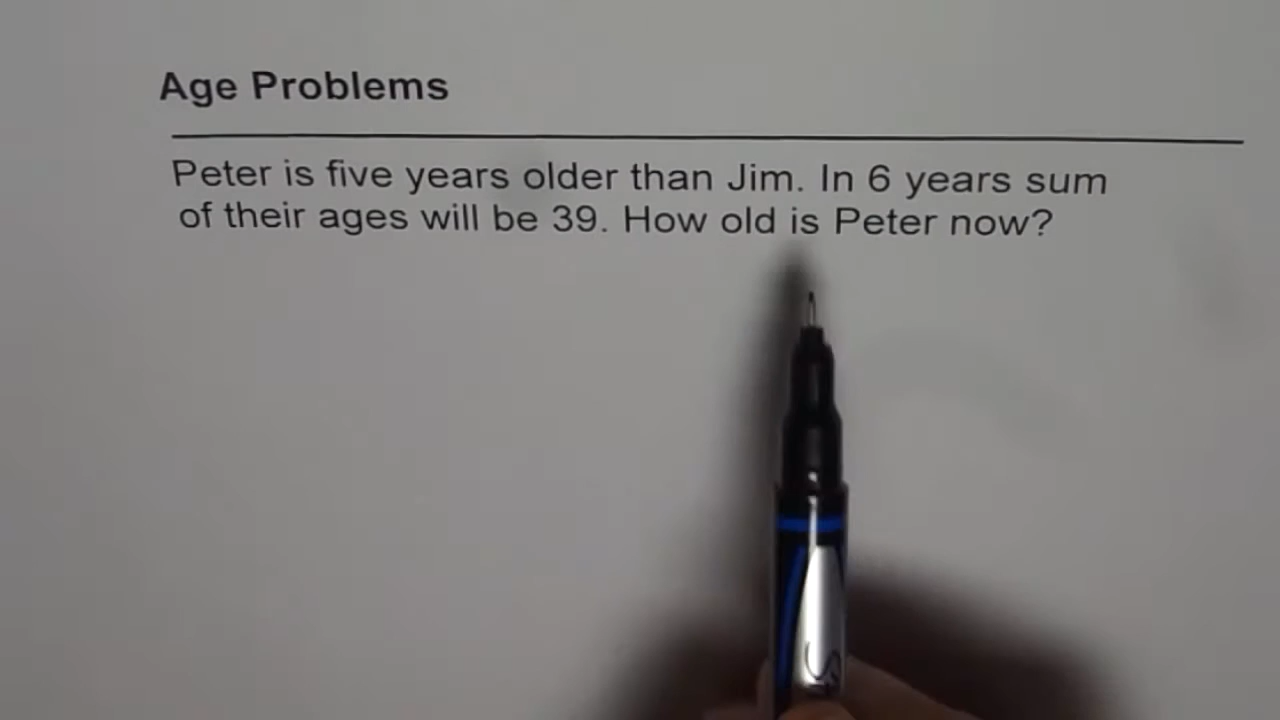 Age Problems
Peter is five years older than Jim. In 6 years sum
of their ages will be 39. How old is Peter now?